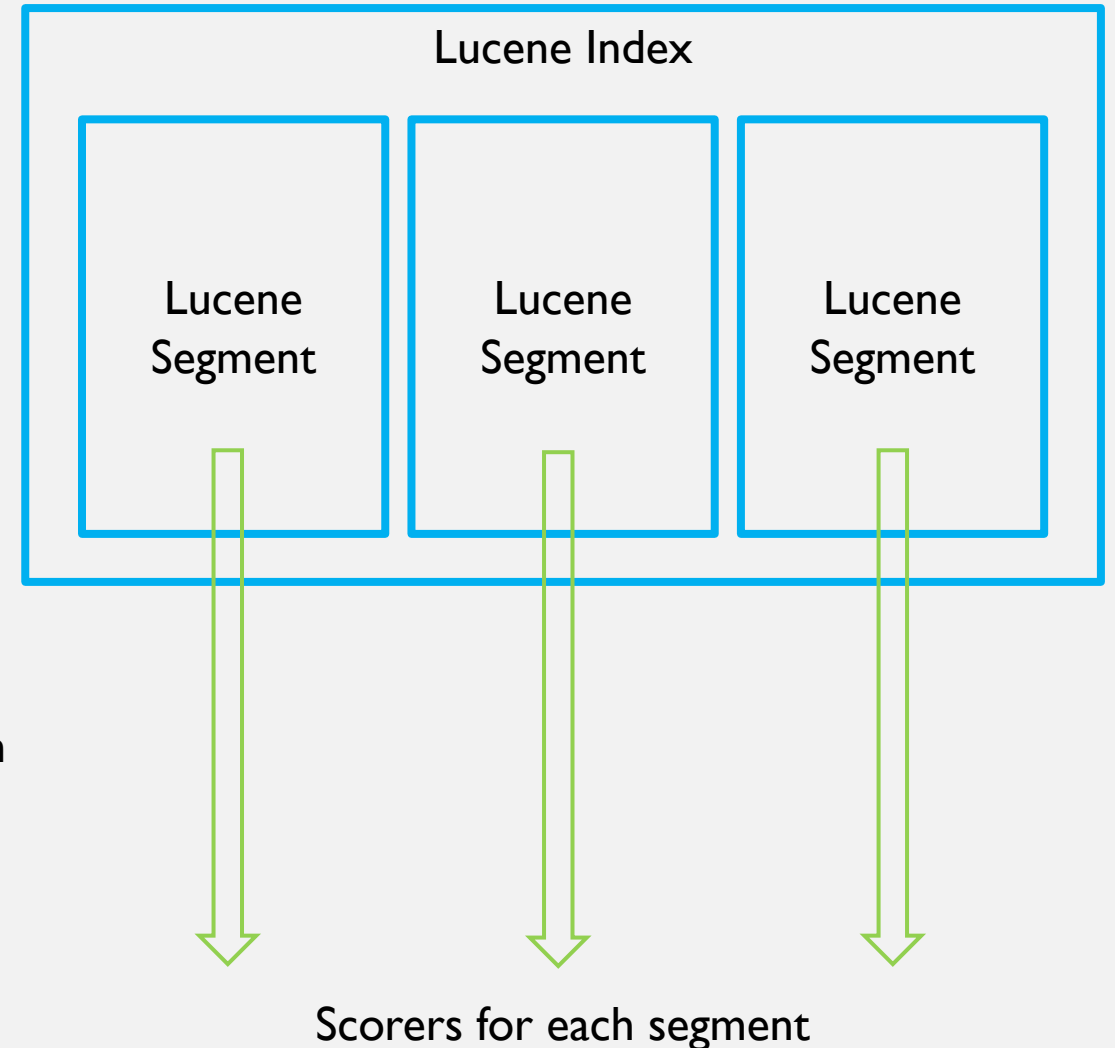 Lucene Index
Lucene
Segment
Lucene
Segment
Lucene
Segment
Scorers for each segment